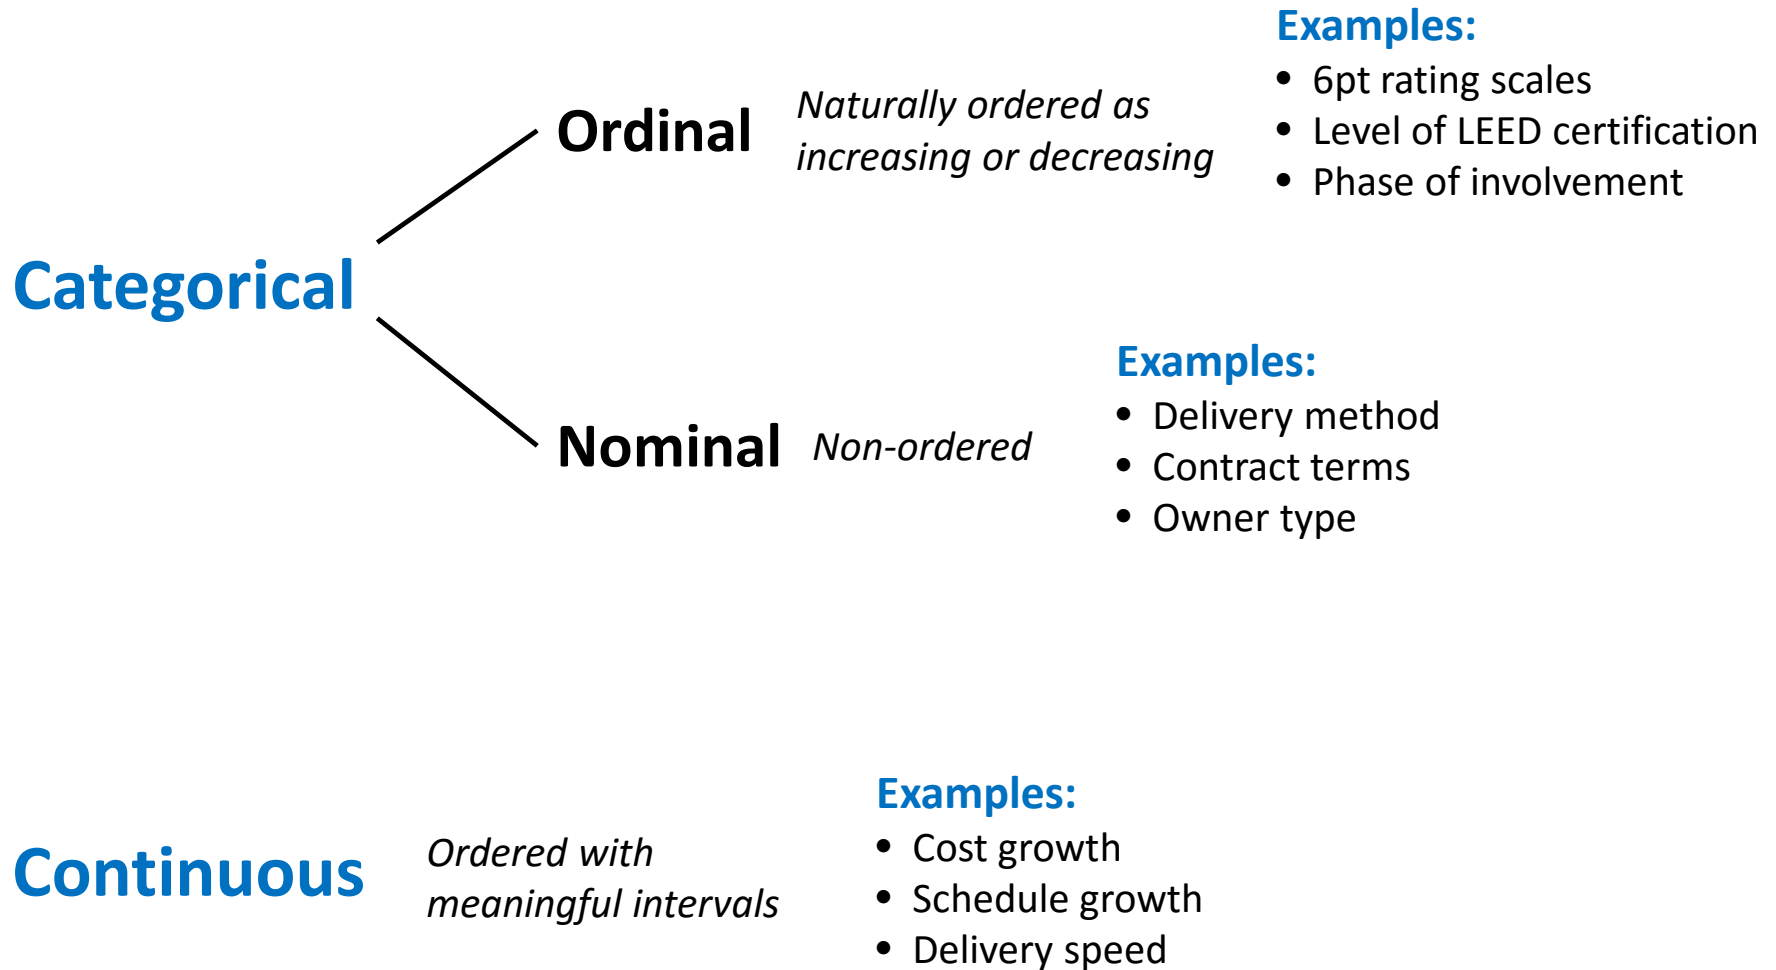 Categorical
Ordinal
Naturally ordered as
increasing or decreasing
Examples:
• 6pt rating scales
• Level of LEED certification
• Phase of involvement
Nominal
Non-ordered
Examples:
• Delivery method
• Contract terms
• Owner type
Continuous
Ordered with
meaningful intervals
Examples:
• Cost growth
• Schedule growth
• Delivery speed